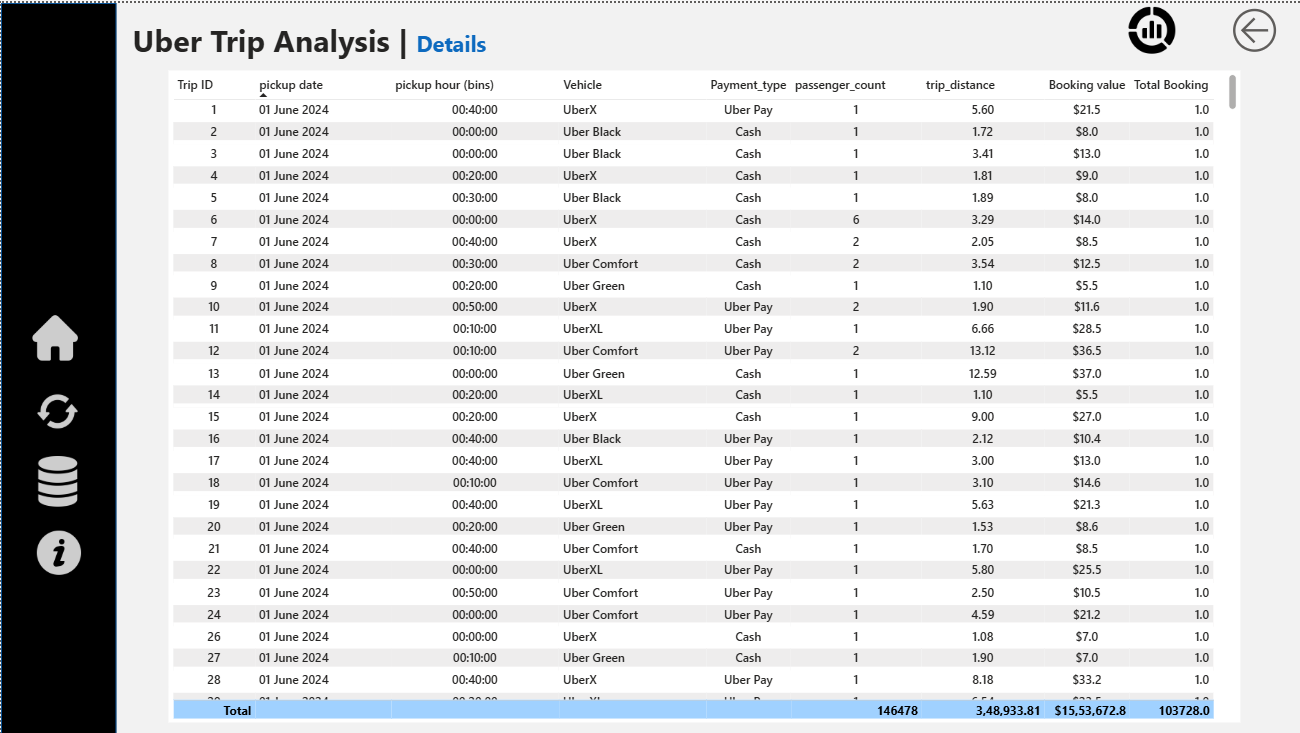 Uber Trip Analysis | Details
Trip ID pickup date pickup hour (bins) Vehicle Payment_type passenger_count trip_distance Booking value Total Booking
1 01 June 2024 00:40:00 UberX Uber Pay 1 5.60 $21.5 1.0
2 01 June 2024 00:00:00 Uber Black Cash 1 1.72 $8.0 1.0
3 01 June 2024 00:00:00 Uber Black Cash 1 3.41 $13.0 1.0
4 01 June 2024 00:20:00 UberX Cash 1 1.81 $9.0 1.0
5 01 June 2024 00:30:00 Uber Black Cash 1 1.89 $8.0 1.0
6 01 June 2024 00:00:00 UberX Cash 6 3.29 $14.0 1.0
7 01 June 2024 00:40:00 UberX Cash 2 2.05 $8.5 1.0
8 01 June 2024 00:30:00 Uber Comfort Cash 2 3.54 $12.5 1.0
9 01 June 2024 00:20:00 Uber Green Cash 1 1.10 $5.5 1.0
10 01 June 2024 00:50:00 UberX Uber Pay 2 1.90 $11.6 1.0
11 01 June 2024 00:10:00 UberXL Uber Pay 1 6.66 $28.5 1.0
12 01 June 2024 00:10:00 Uber Comfort Uber Pay 2 13.12 $36.5 1.0
13 01 June 2024 00:00:00 Uber Green Cash 1 12.59 $37.0 1.0
14 01 June 2024 00:20:00 UberXL Cash 1 1.10 $5.5 1.0
15 01 June 2024 00:20:00 UberX Cash 1 9.00 $27.0 1.0
16 01 June 2024 00:40:00 Uber Black Uber Pay 1 2.12 $10.4 1.0
17 01 June 2024 00:40:00 UberXL Uber Pay 1 3.00 $13.0 1.0
18 01 June 2024 00:10:00 Uber Comfort Uber Pay 1 3.10 $14.6 1.0
19 01 June 2024 00:40:00 UberXL Uber Pay 1 5.63 $21.3 1.0
20 01 June 2024 00:20:00 Uber Green Uber Pay 1 1.53 $8.6 1.0
21 01 June 2024 00:40:00 Uber Comfort Cash 1 1.70 $8.5 1.0
22 01 June 2024 00:00:00 UberXL Uber Pay 1 5.80 $25.5 1.0
23 01 June 2024 00:50:00 Uber Comfort Uber Pay 1 2.50 $10.5 1.0
24 01 June 2024 00:00:00 Uber Comfort Uber Pay 1 4.59 $21.2 1.0
26 01 June 2024 00:00:00 UberX Cash 1 1.08 $7.0 1.0
27 01 June 2024 00:10:00 Uber Green Cash 1 1.90 $7.0 1.0
28 01 June 2024 00:40:00 UberX Uber Pay 1 8.18 $33.2 1.0
Total 146478 3,48,933.81 $15,53,672.8 103728.0